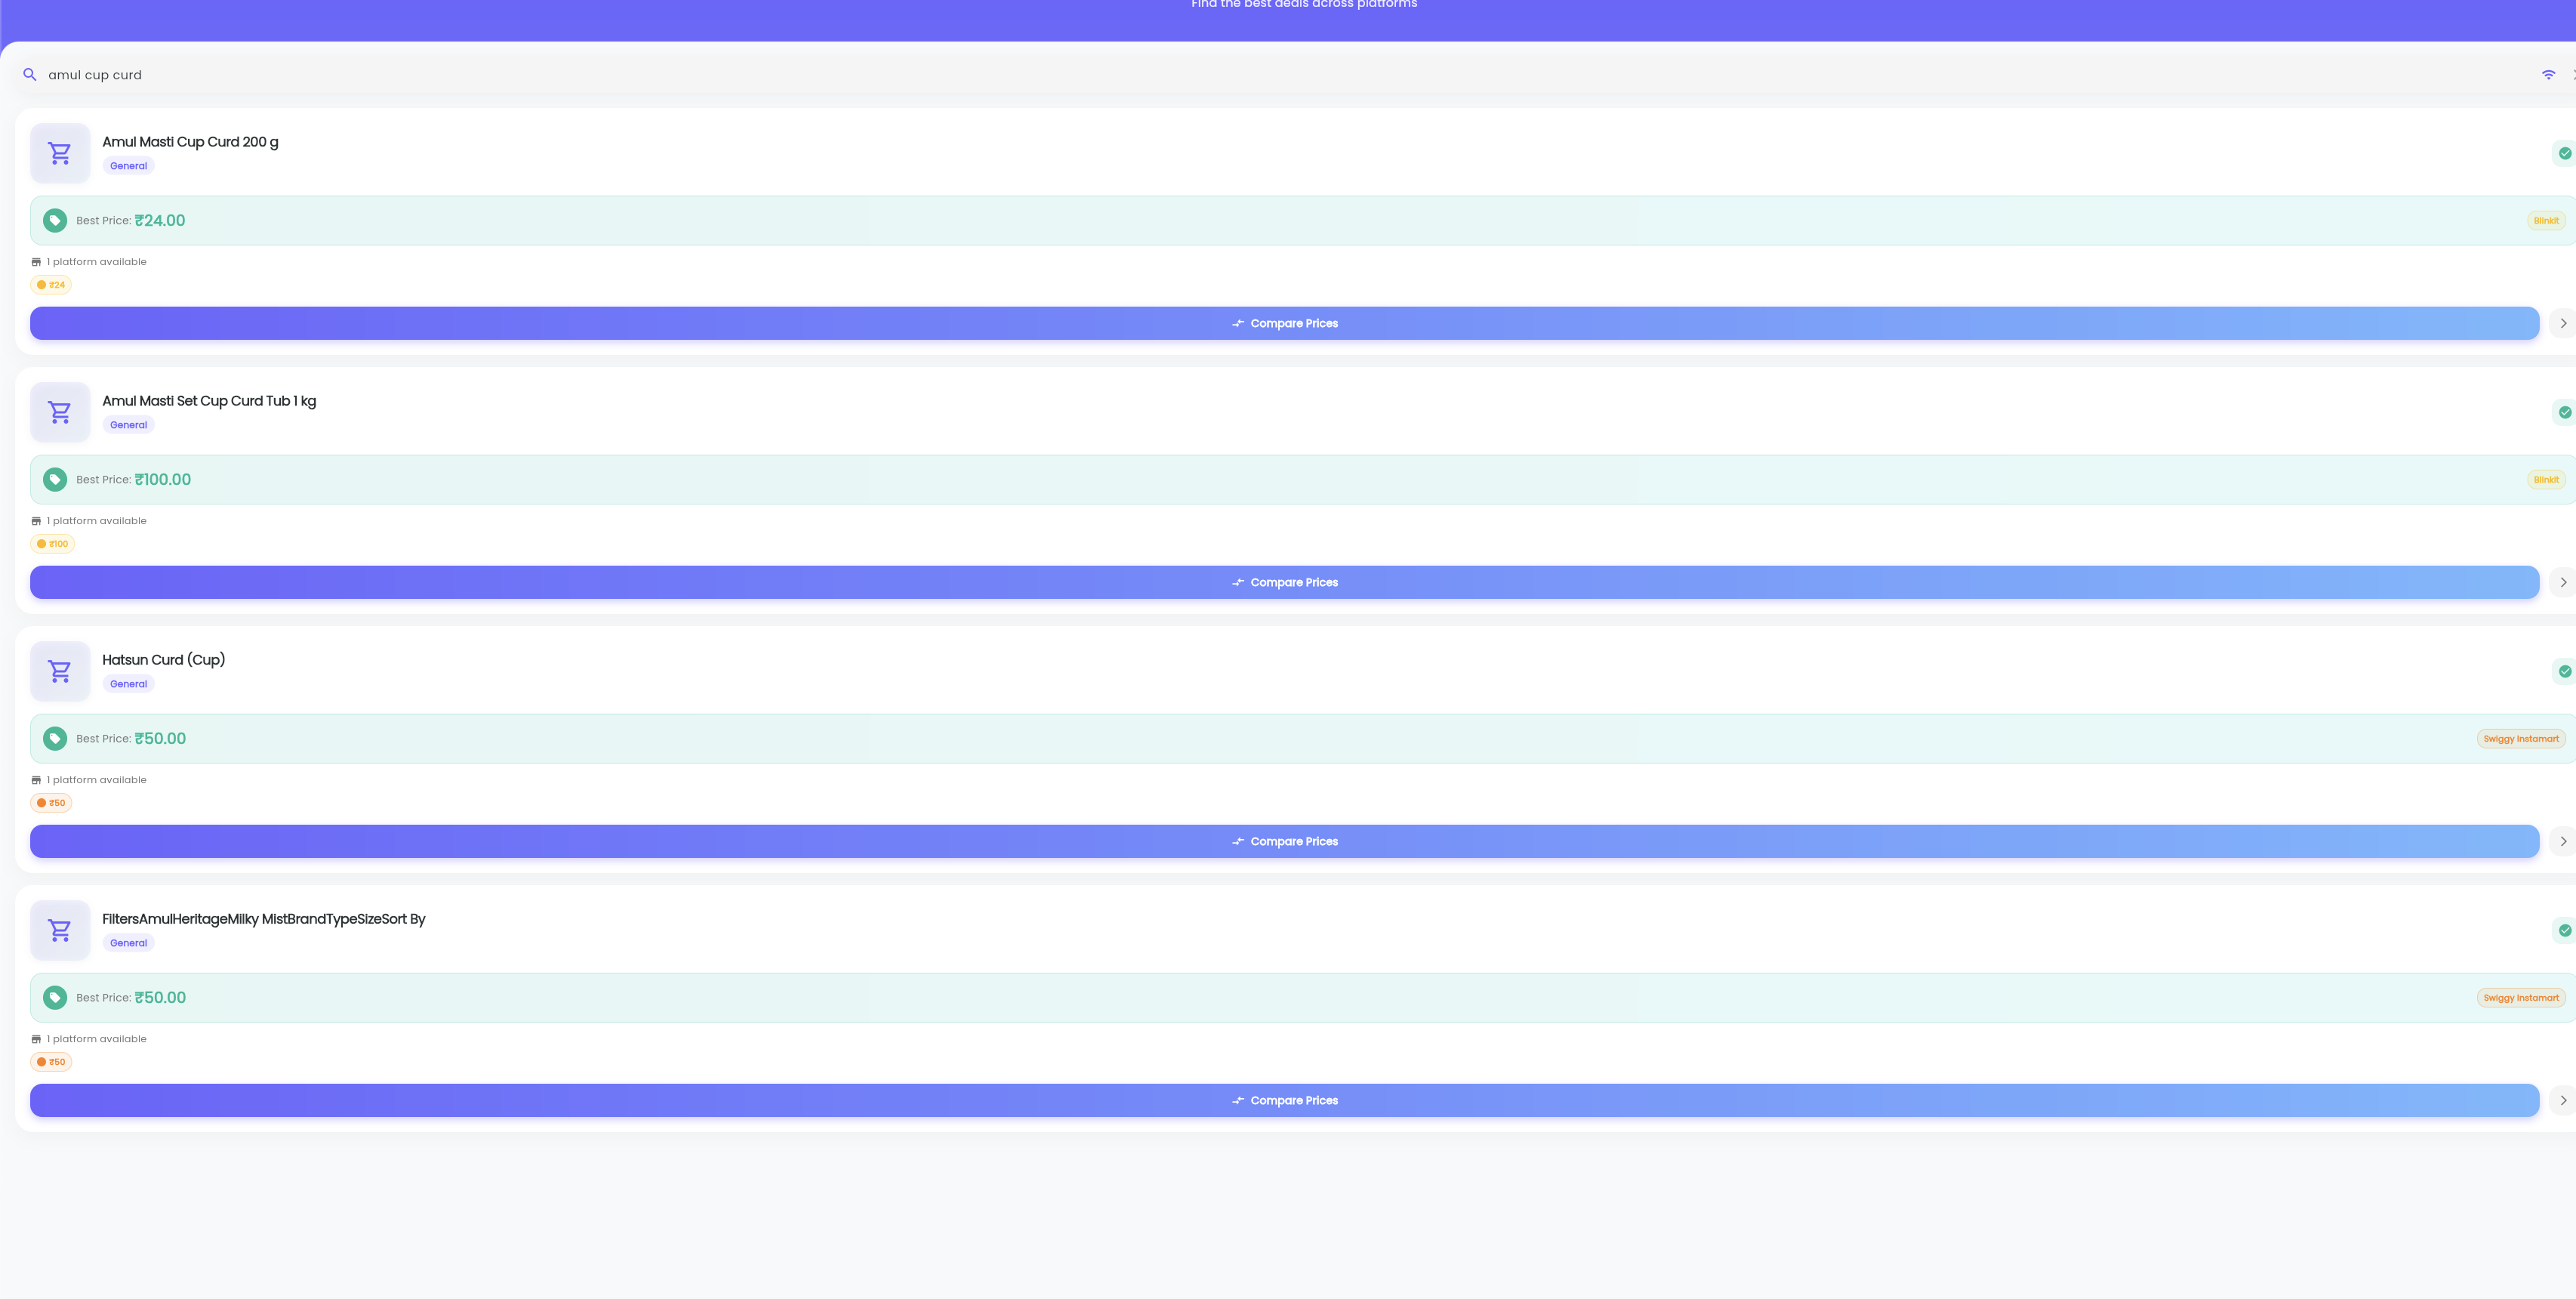 Find the best deals across platforms
amul cup curd
Amul Masti Cup Curd 200 g
General
Best Price: ₹24.00
Blinkit
1 platform available
₹24
Compare Prices
Amul Masti Set Cup Curd Tub 1 kg
General
Best Price: ₹100.00
Blinkit
1 platform available
₹100
Compare Prices
Hatsun Curd (Cup)
General
Best Price: ₹50.00
Swiggy Instamart
1 platform available
₹50
Compare Prices
FiltersAmulHeritageMilky MistBrandTypeSizeSort By
General
Best Price: ₹50.00
Swiggy Instamart
1 platform available
₹50
Compare Prices